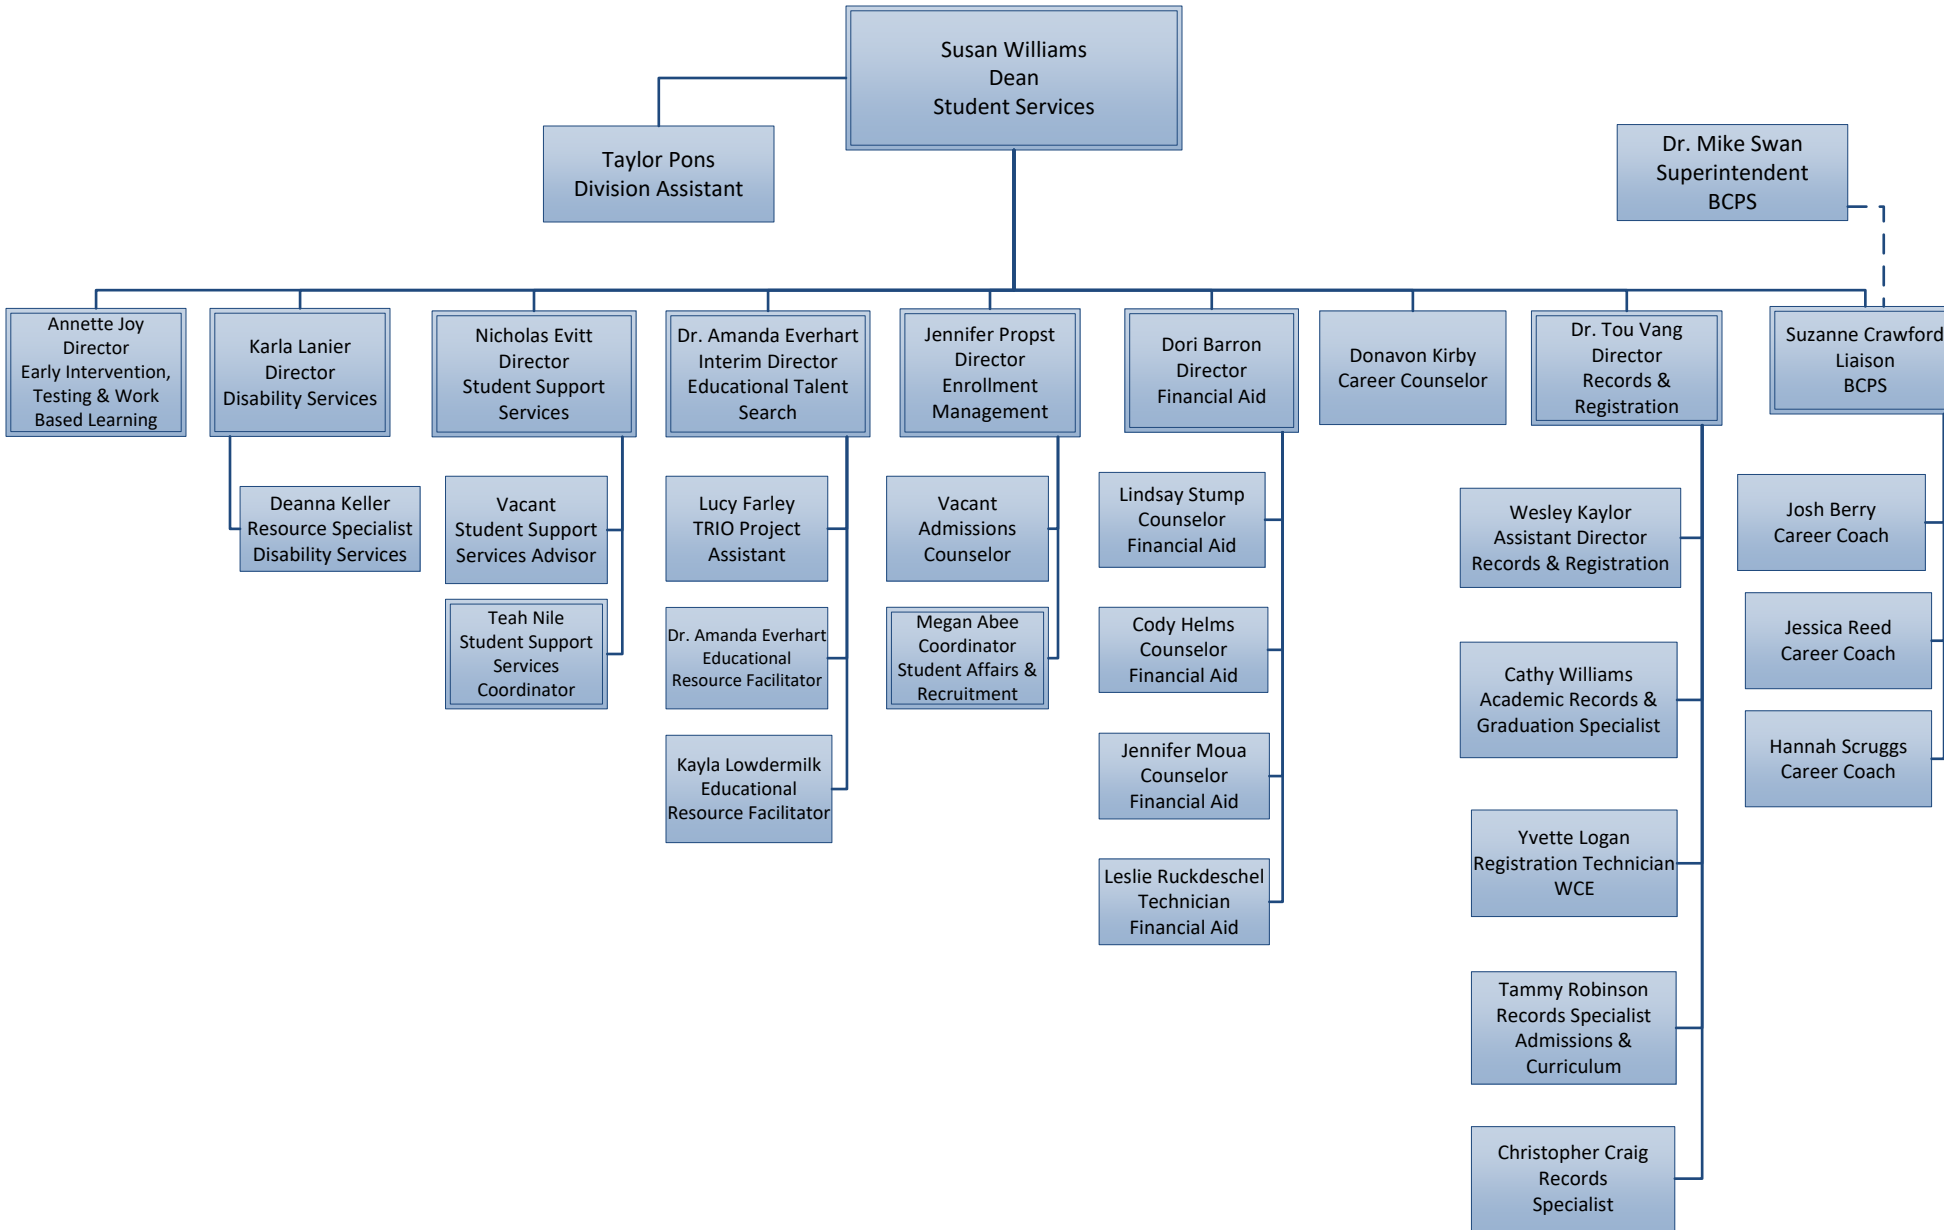 Susan Williams
Dean
Student Services
Taylor Pons
Division Assistant
Dr. Mike Swan
Superintendent
BCPS
Annette Joy
Director
Early Intervention,
Testing & Work
Based Learning
Karla Lanier
Director
Disability Services
Nicholas Evitt
Director
Student Support
Services
Dr. Amanda Everhart
Interim Director
Educational Talent
Search
Jennifer Propst
Director
Enrollment
Management
Dori Barron
Director
Financial Aid
Donavon Kirby
Career Counselor
Dr. Tou Vang
Director
Records &
Registration
Suzanne Crawford
Liaison
BCPS
Deanna Keller
Resource Specialist
Disability Services
Vacant
Student Support
Services Advisor
Teah Nile
Student Support
Services
Coordinator
Lucy Farley
TRIO Project
Assistant
Dr. Amanda Everhart
Educational
Resource Facilitator
Kayla Lowdermilk
Educational
Resource Facilitator
Vacant
Admissions
Counselor
Megan Abee
Coordinator
Student Affairs &
Recruitment
Lindsay Stump
Counselor
Financial Aid
Cody Helms
Counselor
Financial Aid
Jennifer Moua
Counselor
Financial Aid
Leslie Ruckdeschel
Technician
Financial Aid
Wesley Kaylor
Assistant Director
Records & Registration
Cathy Williams
Academic Records &
Graduation Specialist
Yvette Logan
Registration Technician
WCE
Tammy Robinson
Records Specialist
Admissions &
Curriculum
Christopher Craig
Records
Specialist
Josh Berry
Career Coach
Jessica Reed
Career Coach
Hannah Scruggs
Career Coach